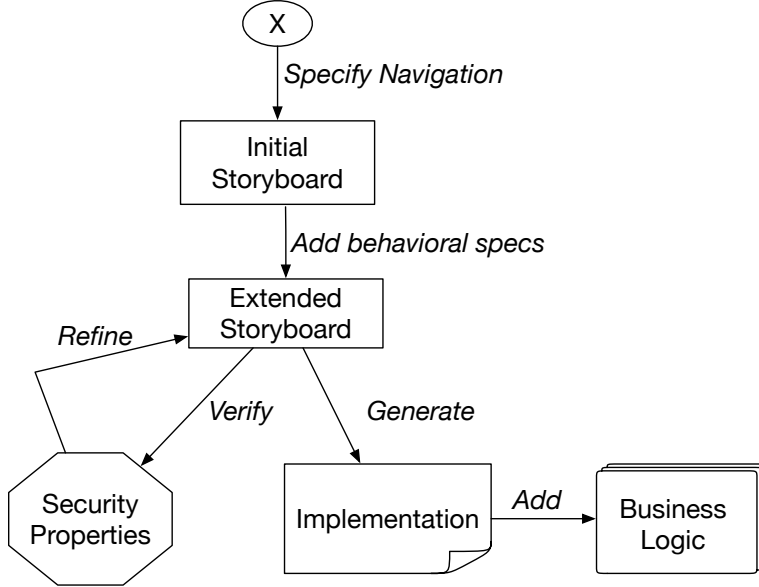 X
Specify Navigation
Initial
Storyboard
Add behavioral specs
Extended
Storyboard
Refine
Verify
Generate
Security
Properties
Implementation
Add
Business
Logic